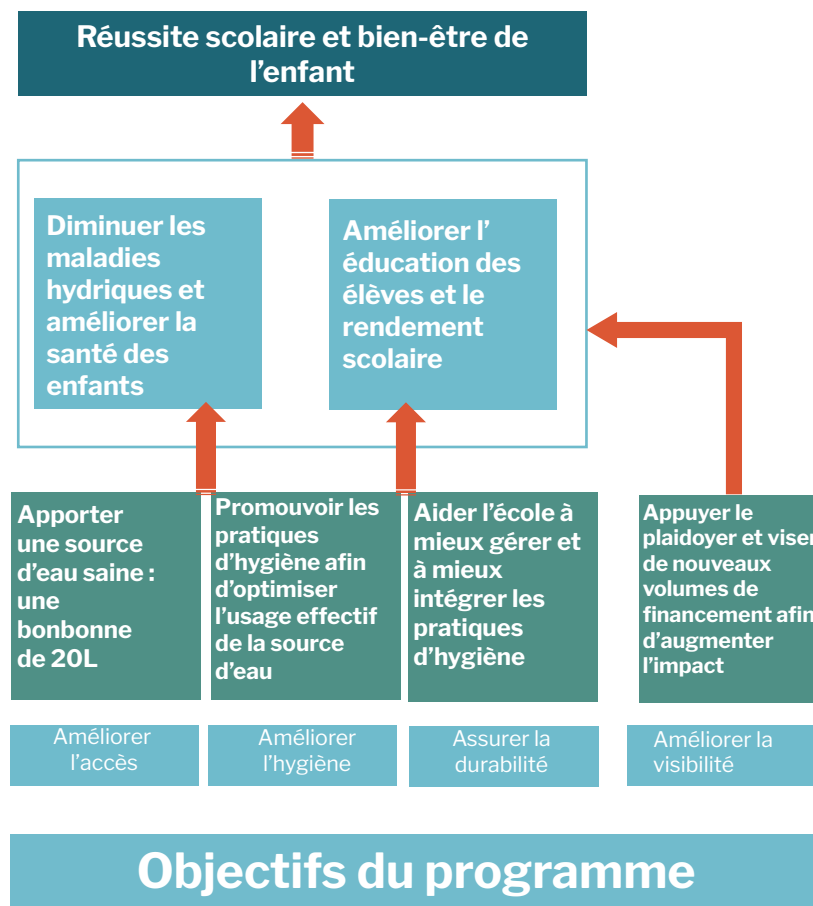 Réussite scolaire et bien-être de
l'enfant
Diminuer les
maladies
hydriques et
améliorer la
santé des
enfants
Améliorer l'
éducation des
élèves et le
rendement
scolaire
Apporter
une source
d'eau saine :
une
bonbonne
de 20L
Promouvoir les
pratiques
d'hygiène afin
d'optimiser
l'usage effectif
de la source
d'eau
Aider l'école à
mieux gérer et
à mieux
intégrer les
pratiques
d'hygiène
Appuyer le
plaidoyer et viser
de nouveaux
volumes de
financement afin
d'augmenter
l'impact
Améliorer
l'accès
Améliorer
l'hygiène
Assurer la
durabilité
Améliorer la
visibilité
Objectifs du programme